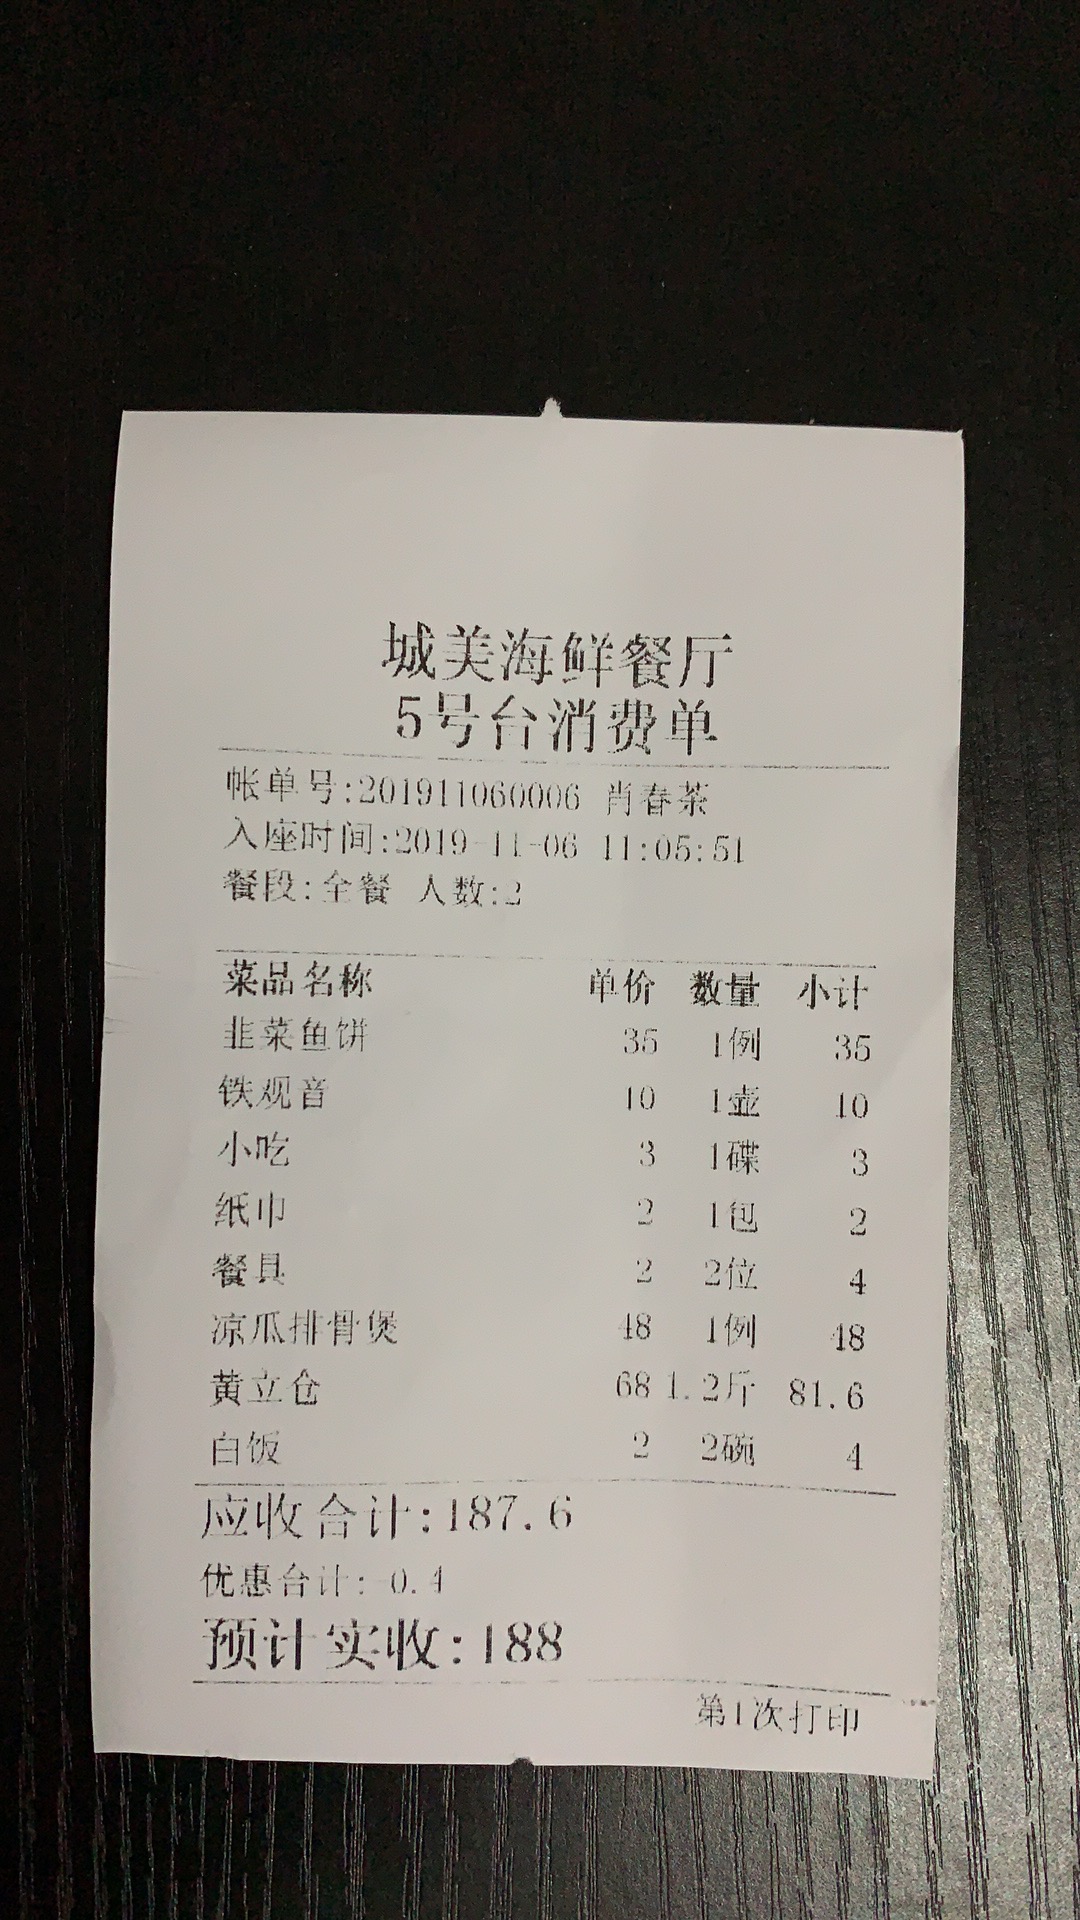 城美海鲜餐厅
5号台消费单
帐单号:201911060006 肖春茶
入座时间:2019-11-06 11:05:51
餐段:全餐 人数:2
菜品名称 单价 数量 小计
韭菜鱼饼 35 1例 35
铁观音 10 1壶 10
小吃 3 1碟 3
纸巾 2 1包 2
餐具 2 2位 4
凉瓜排骨煲 48 1例 48
黄立仓 68 1.2斤 81.6
白饭 2 2碗 4
应收合计:187.6
优惠合计:-0.4
预计实收:188
第1次打印